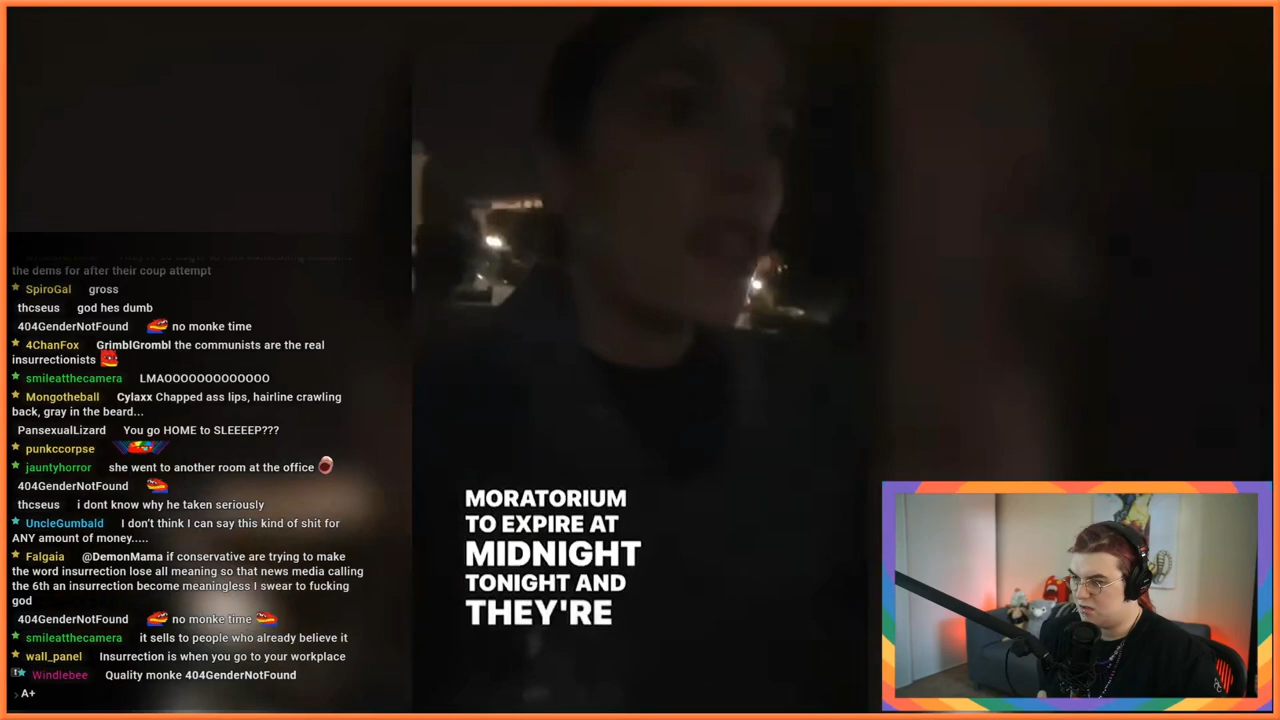 the dems for after their coup attempt
SpiroGal gross
thcseus god hes dumb
404GenderNotFound no monke time
4ChanFox GrimblGrombl the communists are the real
insurrectionists
smileatthecamera LMAOOOOOOOOOOOOO
Mongotheball Cylaxx Chapped ass lips, hairline crawling
back, gray in the beard...
PansexualLizard You go HOME to SLEEEEP???
punkccorpse
jauntyhorror she went to another room at the office
404GenderNotFound
thcseus i dont know why he taken seriously
UncleGumbald I don't think I can say this kind of shit for
ANY amount of money.....
Falgaia @DemonMama if conservative are trying to make
the word insurrection lose all meaning so that news media calling
the 6th an insurrection become meaningless I swear to fucking
god
404GenderNotFound no monke time
smileatthecamera it sells to people who already believe it
wall_panel Insurrection is when you go to your workplace
Windlebee Quality monke 404GenderNotFound
A+
MORATORIUM
TO EXPIRE AT
MIDNIGHT
TONIGHT AND
THEY'RE